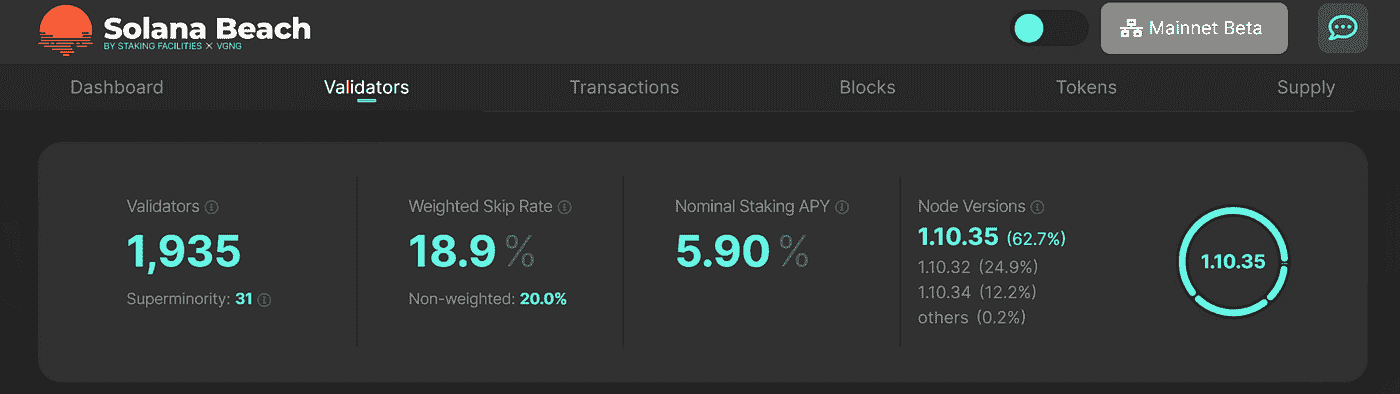 Solana Beach
BY STAKING FACILITIES X VGNG
Mainnet Beta
Dashboard
Validators
Transactions
Blocks
Tokens
Supply
Validators
1,935
Superminority: 31
Weighted Skip Rate
18.9 %
Non-weighted: 20.0%
Nominal Staking APY
5.90 %
Node Versions
1.10.35 (62.7%)
1.10.32 (24.9%)
1.10.34 (12.2%)
others (0.2%)
1.10.35